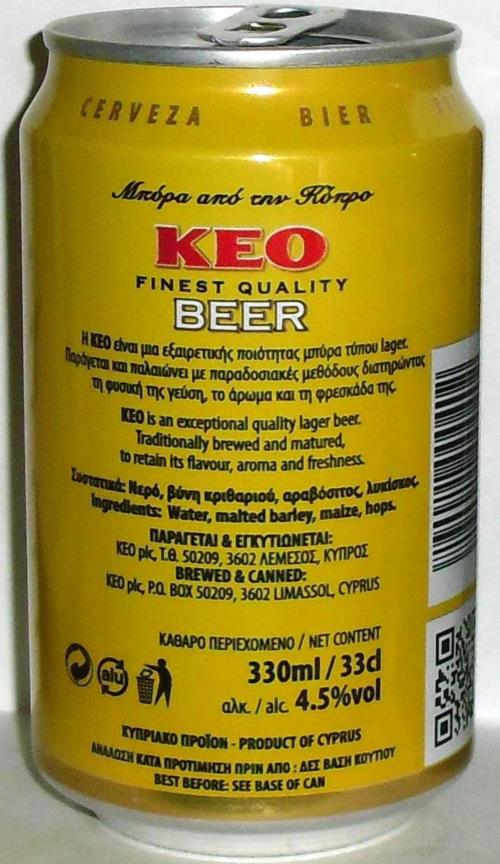 CERVEZA BIER
Μπύρα από την Κύπρο
KEO
FINEST QUALITY
BEER
Η ΚΕΟ είναι μια εξαιρετικής ποιότητας μπύρα τύπου lager.
Παράγεται και παλαιώνει με παραδοσιακές μεθόδους διατηρώντας
τη φυσική της γεύση, το άρωμα και τη φρεσκάδα της.
KEO is an exceptional quality lager beer.
Traditionally brewed and matured,
to retain its flavour, aroma and freshness.
Συστατικά: Νερό, βύνη κριθαριού, αραβόσιτος, λυκίσκος.
Ingredients: Water, malted barley, maize, hops.
ΠΑΡΑΓΕΤΑΙ & ΕΓΚΥΤΙΩΝΕΤΑΙ:
ΚΕΟ plc, Τ.Θ. 50209, 3602 ΛΕΜΕΣΟΣ, ΚΥΠΡΟΣ
BREWED & CANNED:
KEO plc, P.O. BOX 50209, 3602 LIMASSOL, CYPRUS
ΚΑΘΑΡΟ ΠΕΡΙΕΧΟΜΕΝΟ / NET CONTENT
330ml / 33cl
alu
αλκ. / alc. 4.5%vol
ΚΥΠΡΙΑΚΟ ΠΡΟΪΟΝ - PRODUCT OF CYPRUS
ΑΝΑΛΩΣΗ ΚΑΤΑ ΠΡΟΤΙΜΗΣΗ ΠΡΙΝ ΑΠΟ : ΔΕΣ ΒΑΣΗ ΚΟΥΤΙΟΥ
BEST BEFORE: SEE BASE OF CAN